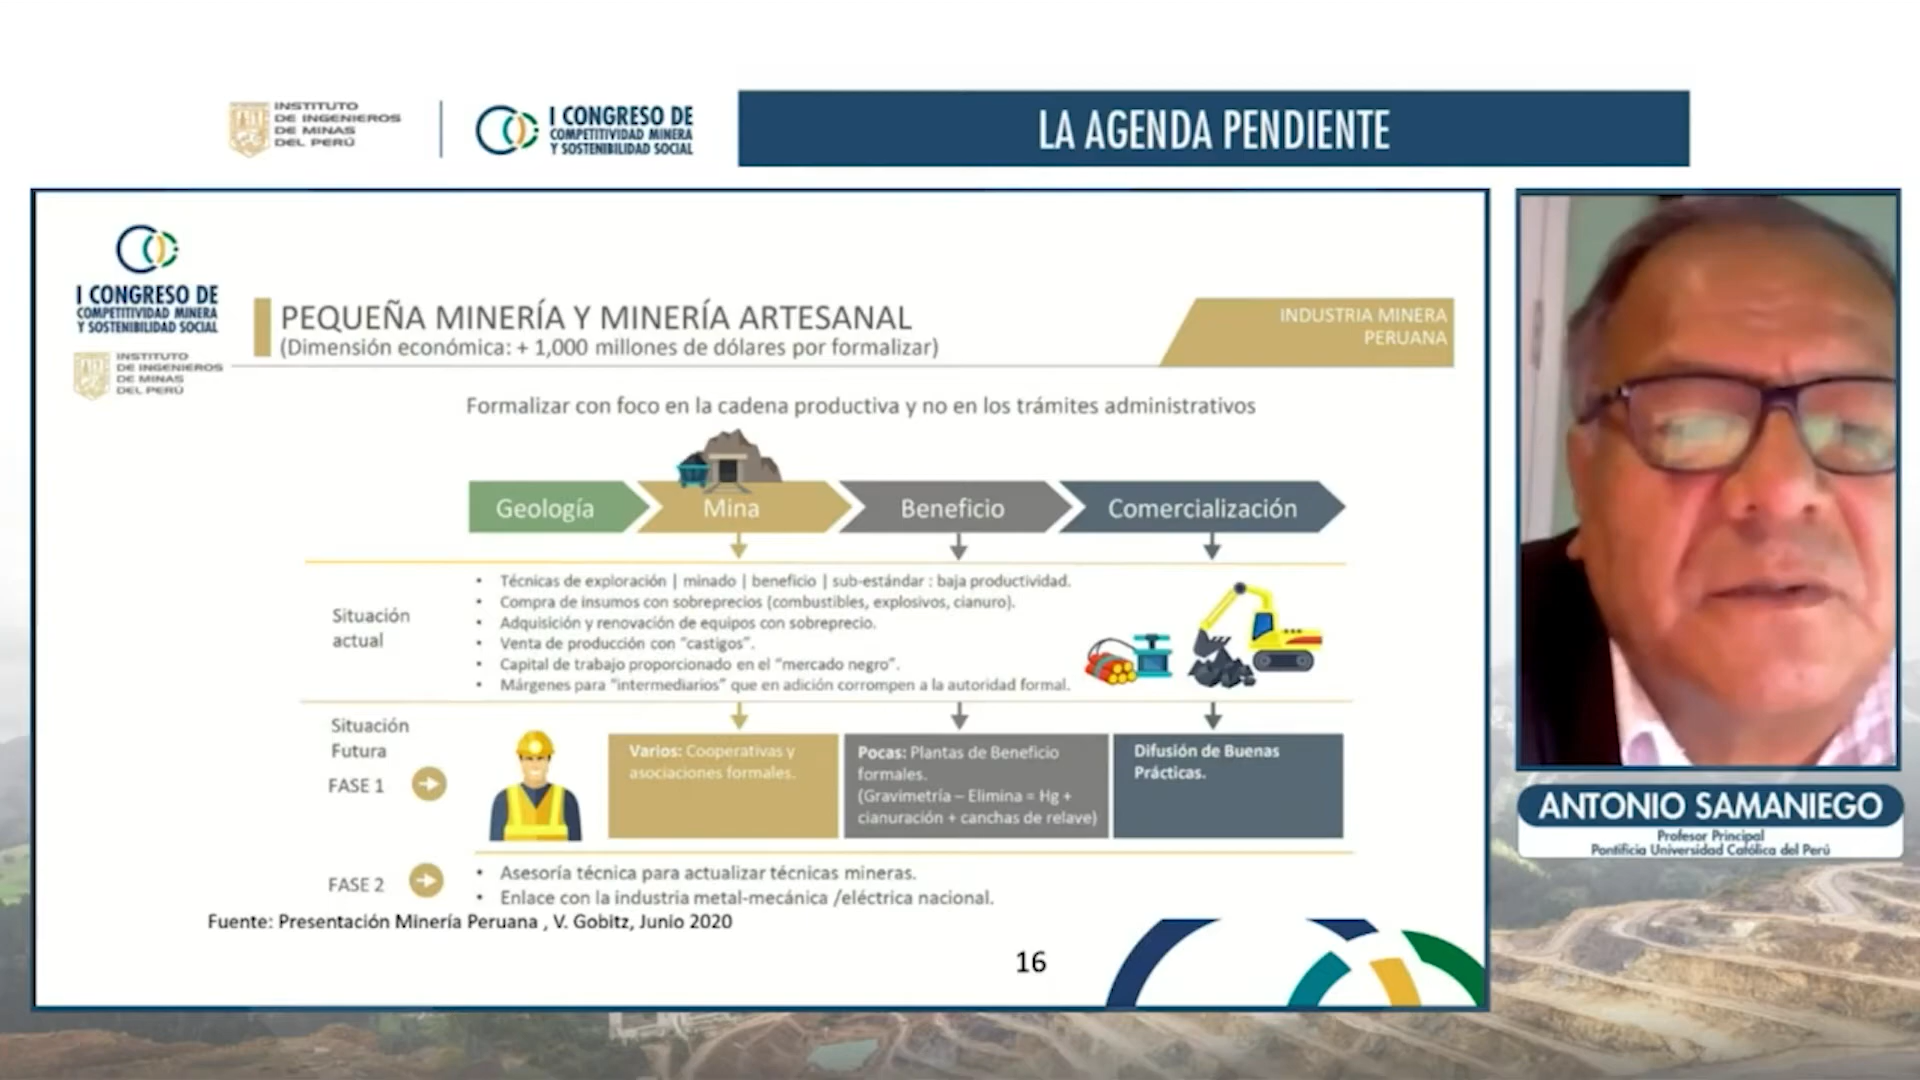 INSTITUTO
DE INGENIEROS
DE MINAS
DEL PERÚ
I CONGRESO DE
COMPETITIVIDAD MINERA
Y SOSTENIBILIDAD SOCIAL
LA AGENDA PENDIENTE
I CONGRESO DE
COMPETITIVIDAD MINERA
Y SOSTENIBILIDAD SOCIAL
INSTITUTO
DE INGENIEROS
DE MINAS
DEL PERÚ
PEQUEÑA MINERÍA Y MINERÍA ARTESANAL
(Dimensión económica: + 1,000 millones de dólares por formalizar)
INDUSTRIA MINERA
PERUANA
Formalizar con foco en la cadena productiva y no en los trámites administrativos
Geología
Mina
Beneficio
Comercialización
Situación
actual
• Técnicas de exploración | minado | beneficio | sub-estándar : baja productividad.
• Compra de insumos con sobreprecios (combustibles, explosivos, cianuro).
• Adquisición y renovación de equipos con sobreprecio.
• Venta de producción con "castigos".
• Capital de trabajo proporcionado en el "mercado negro".
• Márgenes para "intermediarios" que en adición corrompen a la autoridad formal.
Situación
Futura
FASE 1
Varios: Cooperativas y
asociaciones formales.
Pocas: Plantas de Beneficio
formales.
(Gravimetría – Elimina = Hg +
cianuración + canchas de relave)
Difusión de Buenas
Prácticas.
FASE 2
• Asesoría técnica para actualizar técnicas mineras.
• Enlace con la industria metal-mecánica /eléctrica nacional.
Fuente: Presentación Minería Peruana , V. Gobitz, Junio 2020
16
ANTONIO SAMANIEGO
Profesor Principal
Pontificia Universidad Católica del Perú